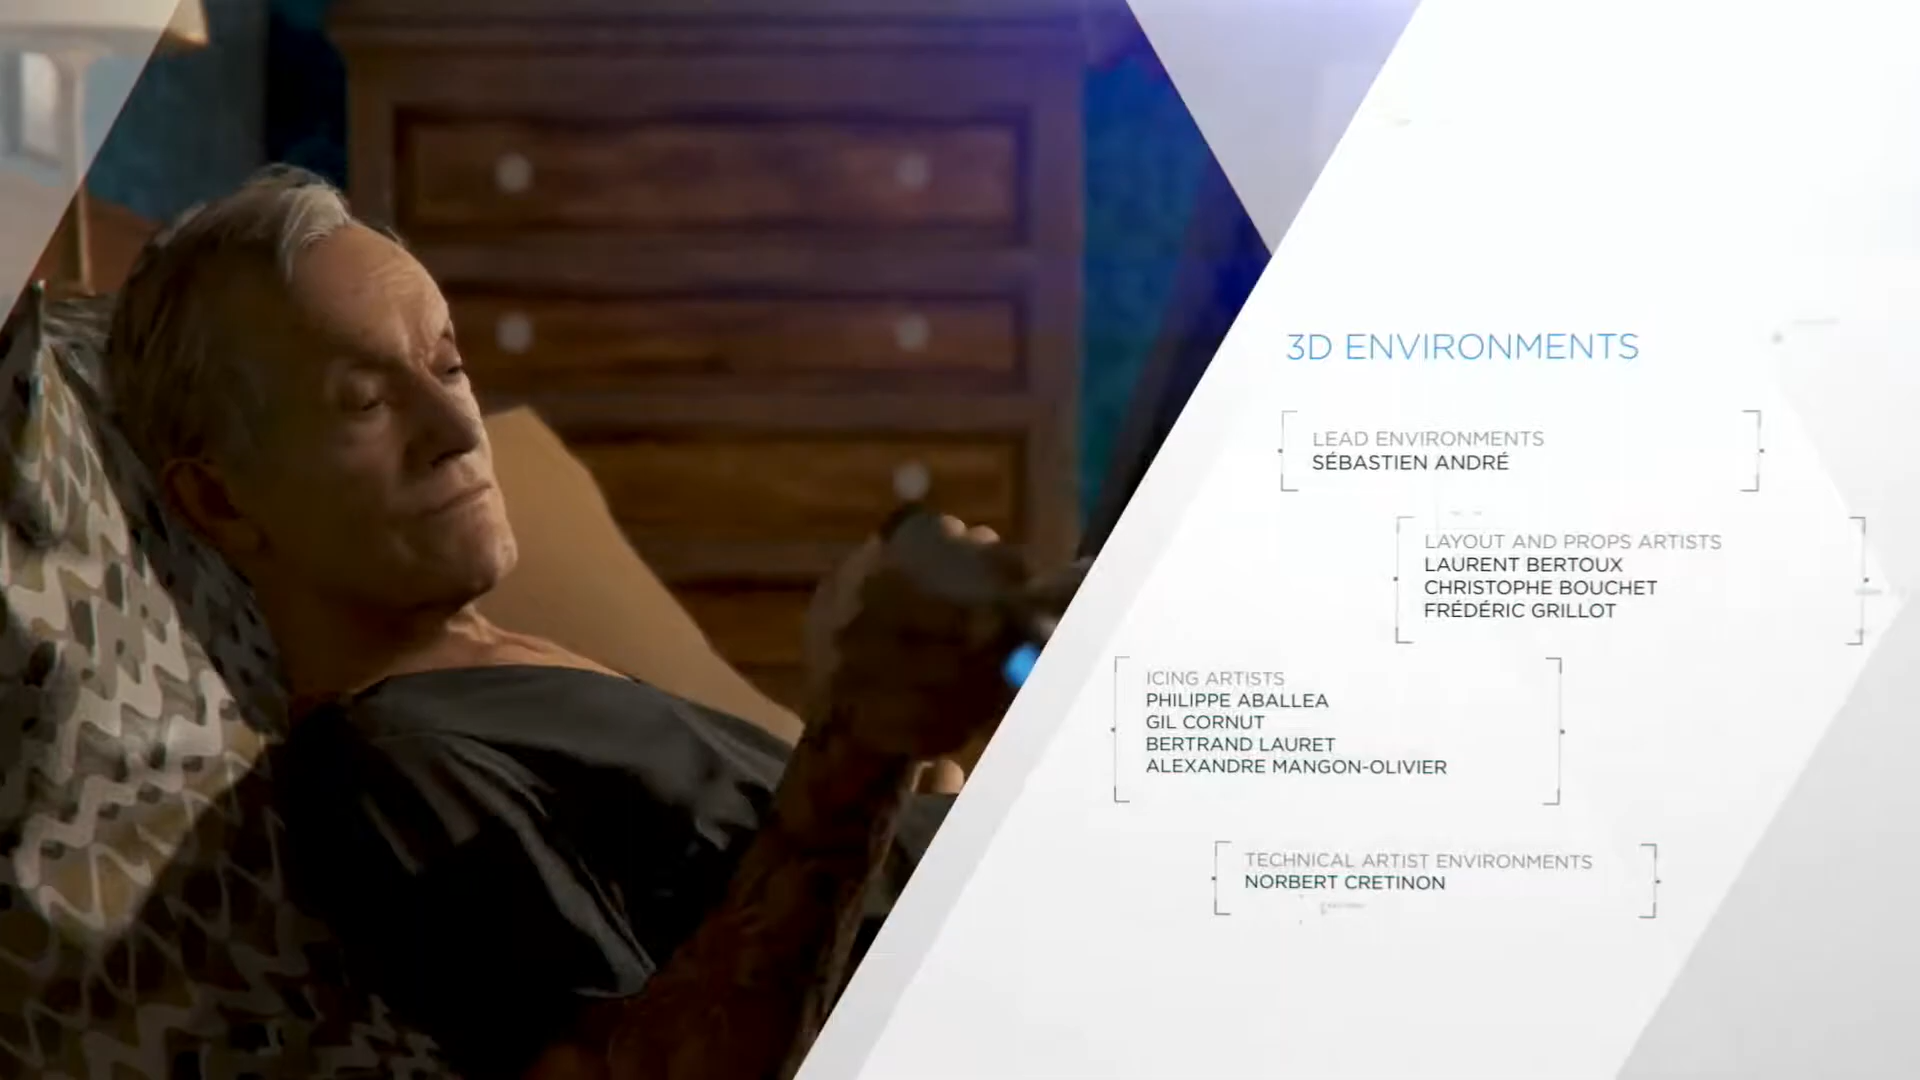 3D ENVIRONMENTS
LEAD ENVIRONMENTS
SÉBASTIEN ANDRÉ
LAYOUT AND PROPS ARTISTS
LAURENT BERTOUX
CHRISTOPHE BOUCHET
FRÉDÉRIC GRILLOT
ICING ARTISTS
PHILIPPE ABALLEA
GIL CORNUT
BERTRAND LAURET
ALEXANDRE MANGON-OLIVIER
TECHNICAL ARTIST ENVIRONMENTS
NORBERT CRETINON